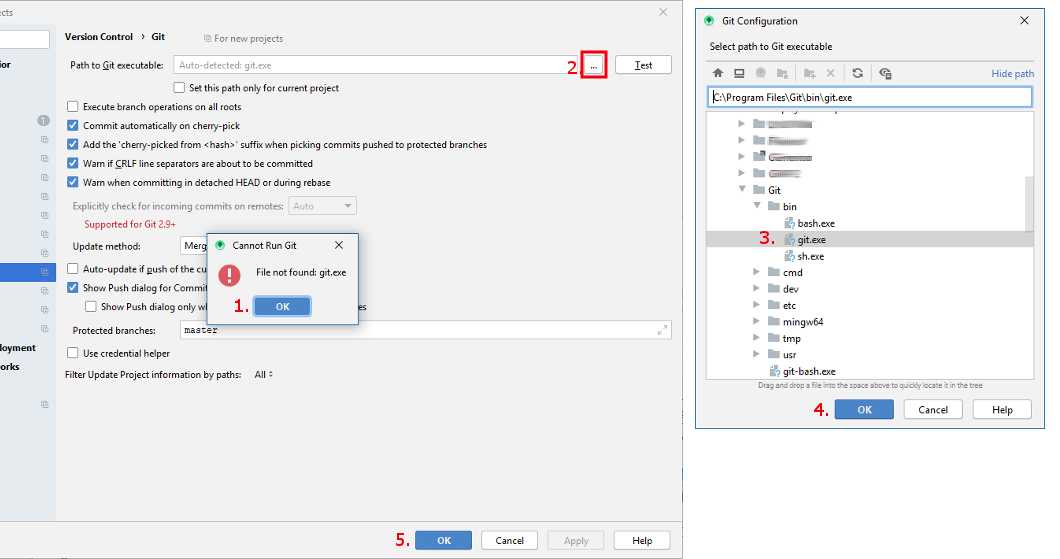 ects
Version Control › Git
For new projects
Path to Git executable: Auto-detected: git.exe 2 ... Test
Set this path only for current project
ior
Execute branch operations on all roots
1 Commit automatically on cherry-pick
Add the 'cherry-picked from <hash>' suffix when picking commits pushed to protected branches
Warn if CRLF line separators are about to be committed
Warn when committing in detached HEAD or during rebase
Explicitly check for incoming commits on remotes: Auto
Supported for Git 2.9+
Update method: Merg
Auto-update if push of the cu
Show Push dialog for Commit
Show Push dialog only w es
Protected branches: master
Use credential helper
Filter Update Project information by paths: All
loyment
orks
Cannot Run Git
File not found: git.exe
1. OK
5. OK Cancel Apply Help
Git Configuration
Select path to Git executable
Hide path
C:\Program Files\Git\bin\git.exe
Git
bin
bash.exe
3. git.exe
sh.exe
cmd
dev
etc
mingw64
tmp
usr
git-bash.exe
Drag and drop a file into the space above to quickly locate it in the tree
4. OK Cancel Help